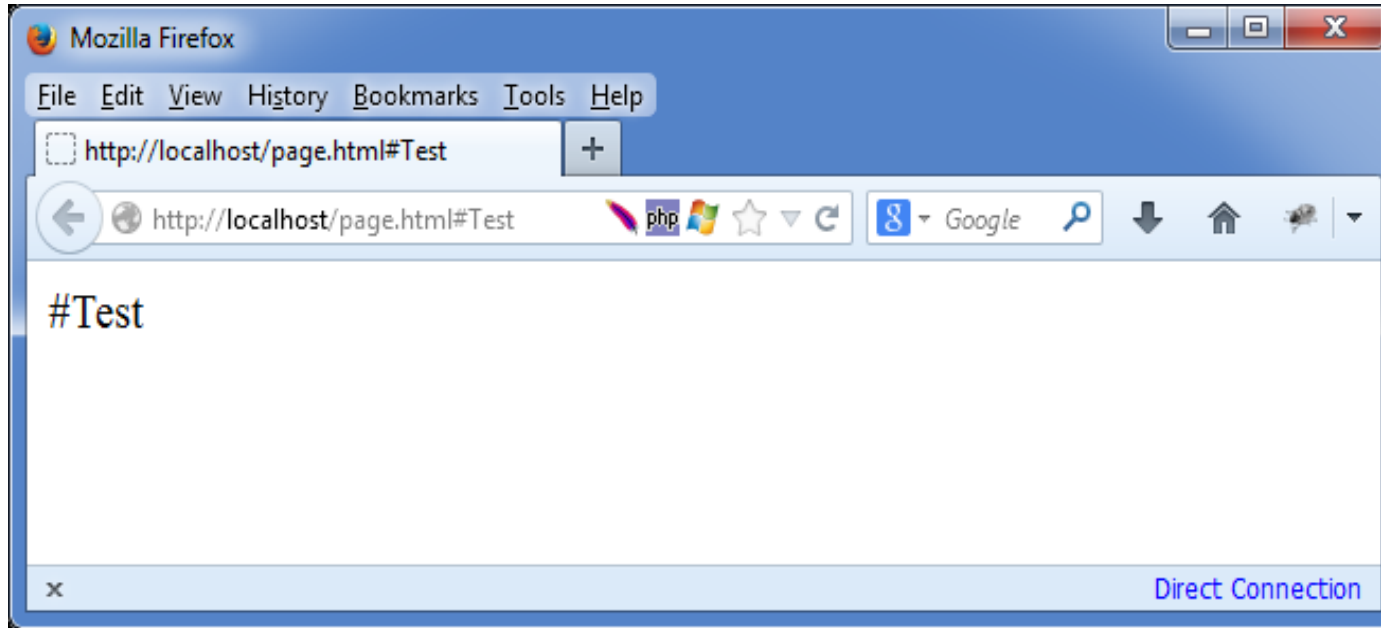 Mozilla Firefox
File Edit View History Bookmarks Tools Help
http://localhost/page.html#Test +
http://localhost/page.html#Test php 8 Google
#Test
x Direct Connection